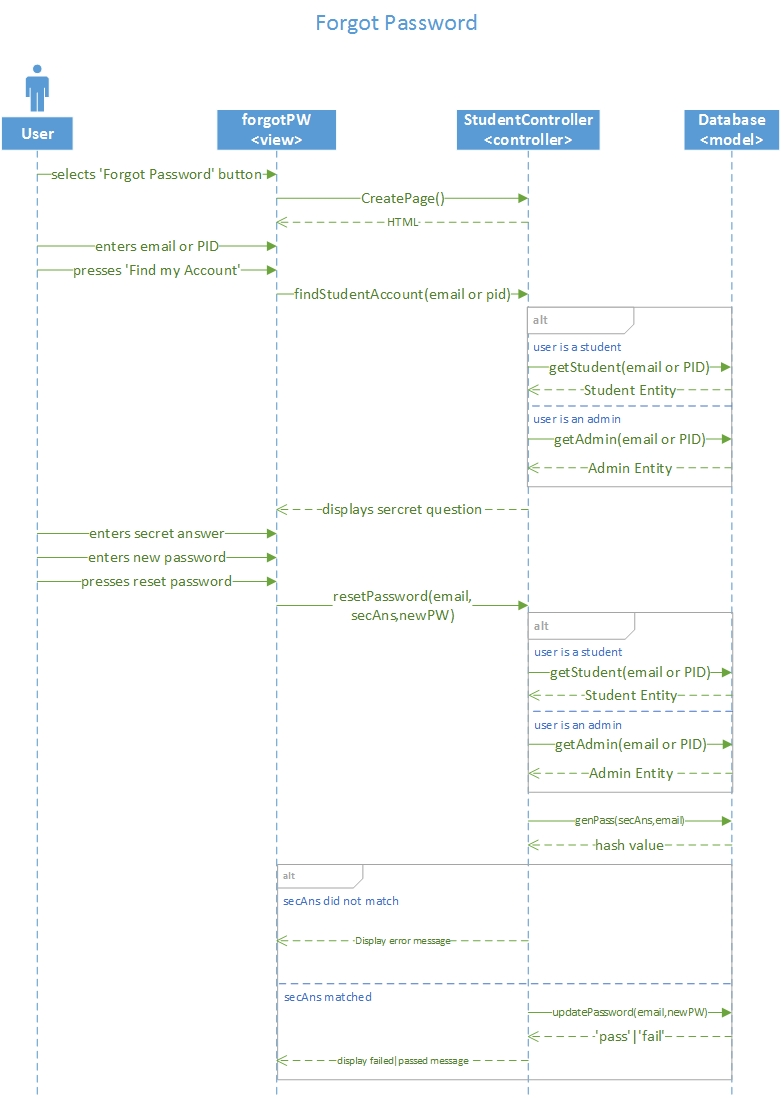 Forgot Password
User
forgotPW
<view>
StudentController
<controller>
Database
<model>
selects 'Forgot Password' button
CreatePage()
HTML
enters email or PID
presses 'Find my Account'
findStudentAccount(email or pid)
alt
user is a student
getStudent(email or PID)
Student Entity
user is an admin
getAdmin(email or PID)
Admin Entity
displays sercret question
enters secret answer
enters new password
presses reset password
resetPassword(email,
secAns,newPW)
alt
user is a student
getStudent(email or PID)
Student Entity
user is an admin
getAdmin(email or PID)
Admin Entity
genPass(secAns,email)
hash value
alt
secAns did not match
Display error message
secAns matched
updatePassword(email,newPW)
'pass'|'fail'
display failed|passed message